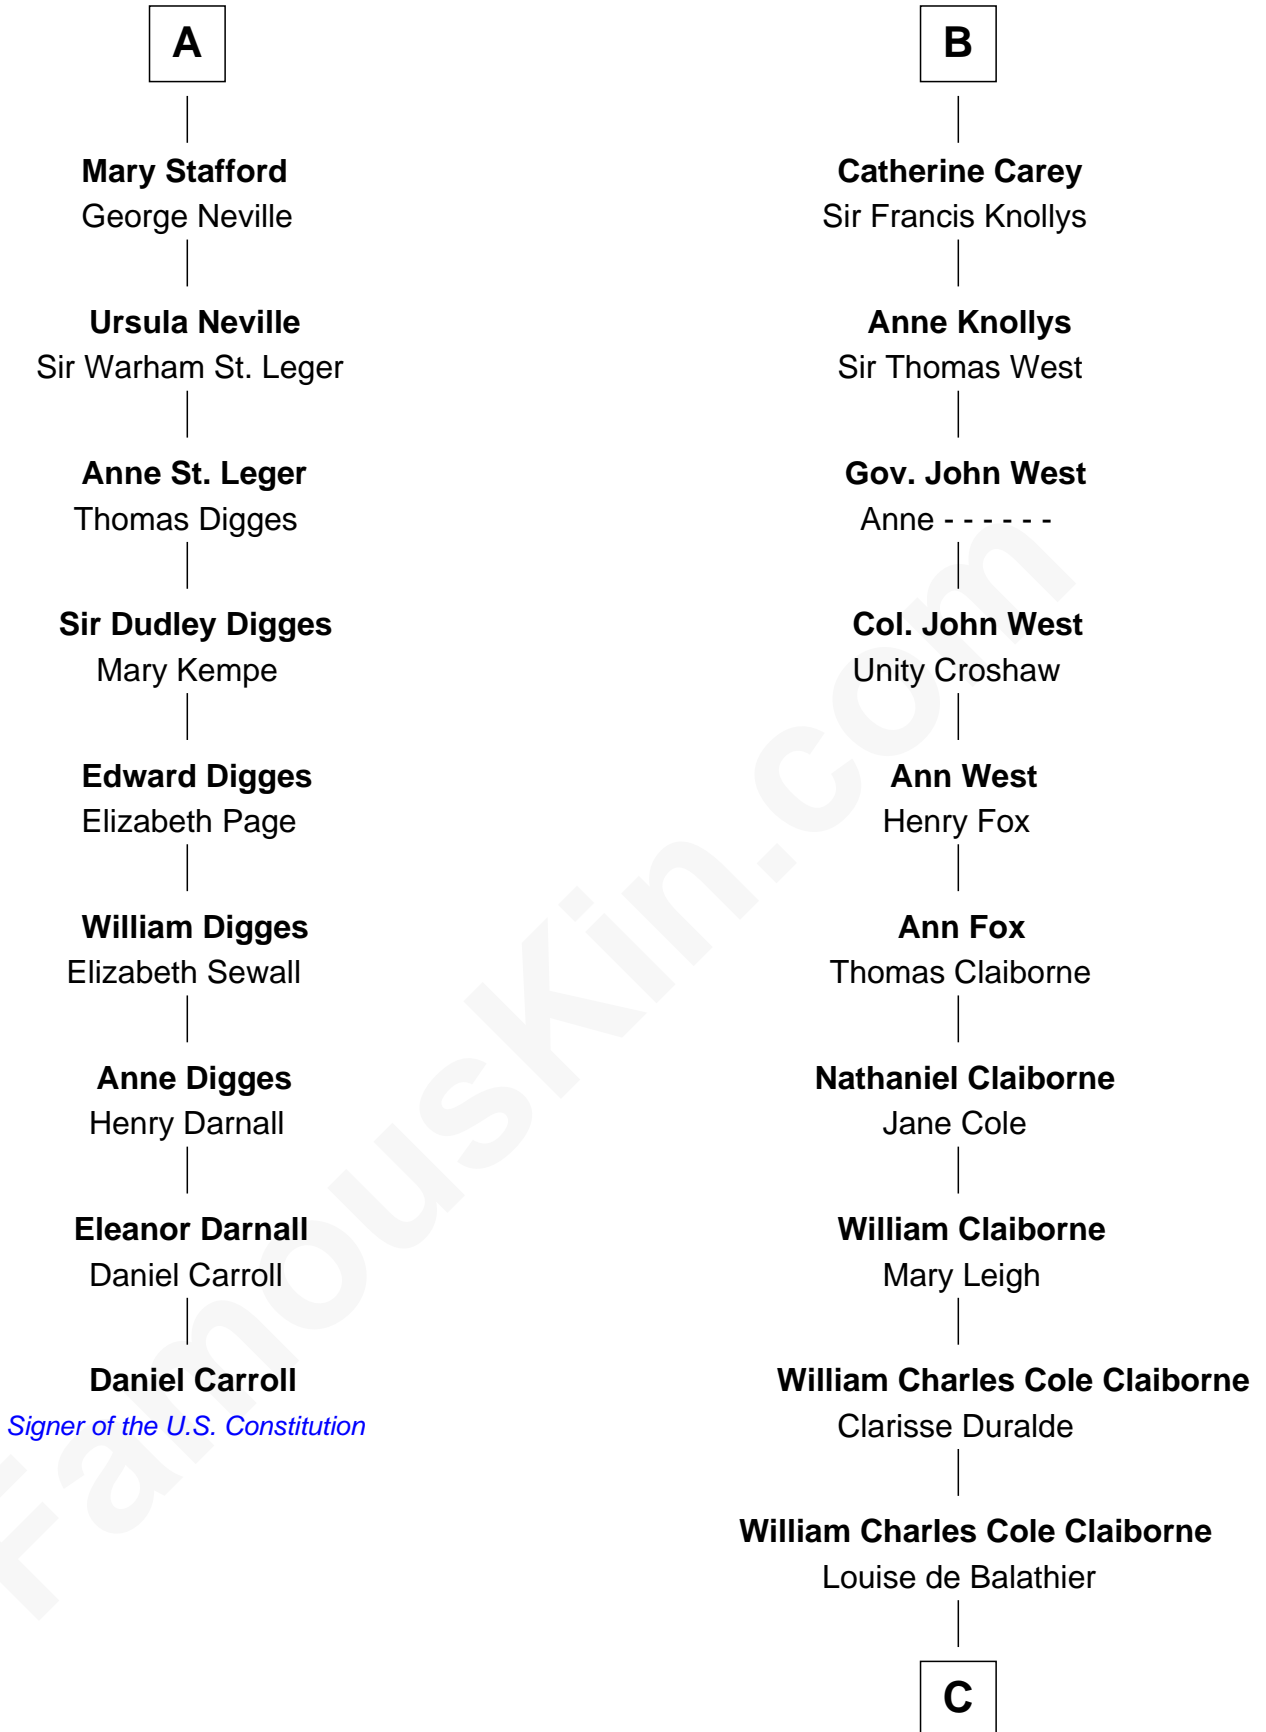 A
Mary Stafford
George Neville
Ursula Neville
Sir Warham St. Leger
Anne St. Leger
Thomas Digges
Sir Dudley Digges
Mary Kempe
Edward Digges
Elizabeth Page
William Digges
Elizabeth Sewall
Anne Digges
Henry Darnall
Eleanor Darnall
Daniel Carroll
Daniel Carroll
Signer of the U.S. Constitution
B
Catherine Carey
Sir Francis Knollys
Anne Knollys
Sir Thomas West
Gov. John West
Anne - - - - - -
Col. John West
Unity Croshaw
Ann West
Henry Fox
Ann Fox
Thomas Claiborne
Nathaniel Claiborne
Jane Cole
William Claiborne
Mary Leigh
William Charles Cole Claiborne
Clarisse Duralde
William Charles Cole Claiborne
Louise de Balathier
C
FamousKin.com